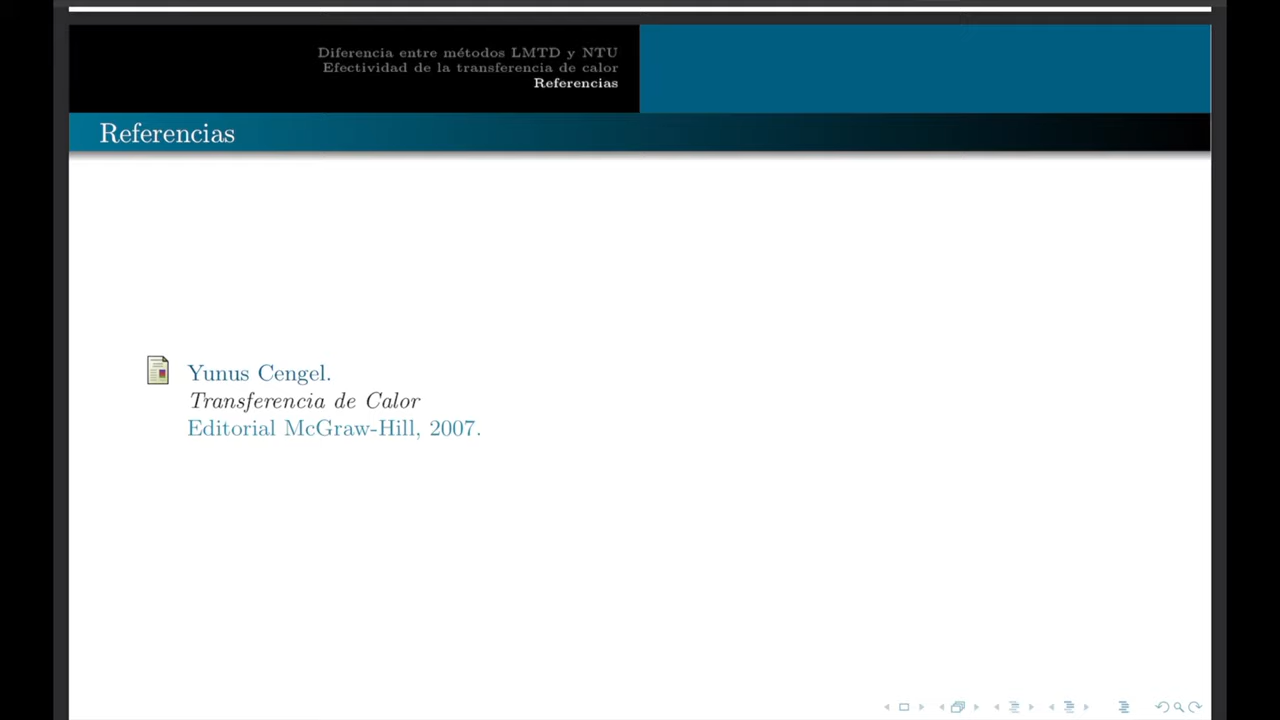 Diferencia entre métodos LMTD y NTU
Efectividad de la transferencia de calor
Referencias
Referencias
Yunus Cengel.
Transferencia de Calor
Editorial McGraw-Hill, 2007.